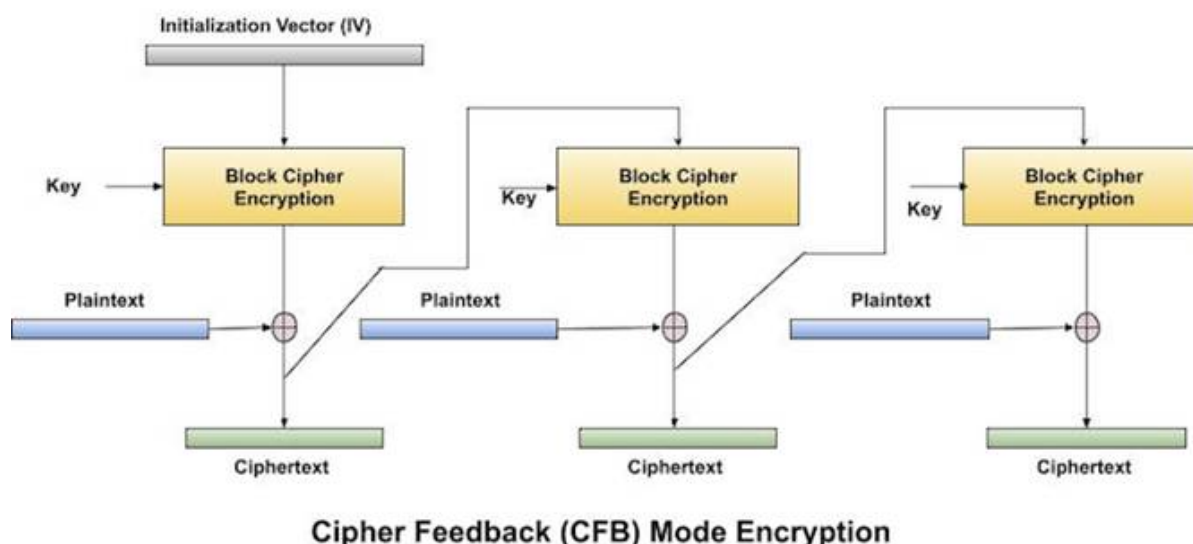 Initialization Vector (IV)
Key
Block Cipher
Encryption
Key
Block Cipher
Encryption
Key
Block Cipher
Encryption
Plaintext
Plaintext
Plaintext
Ciphertext
Ciphertext
Ciphertext
Cipher Feedback (CFB) Mode Encryption